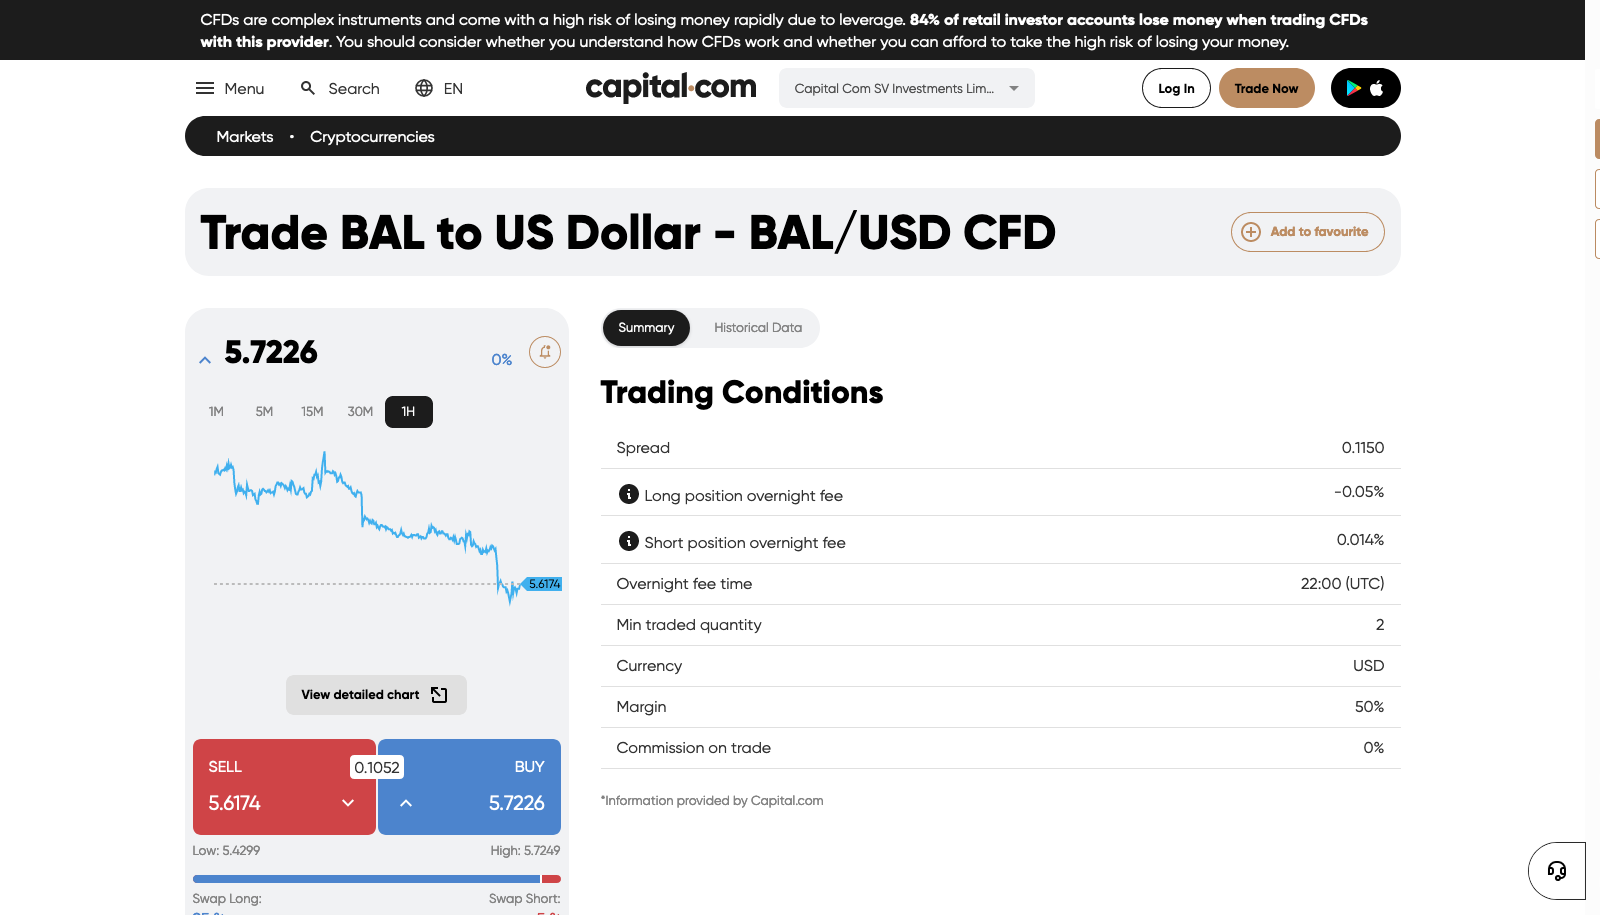 CFDs are complex instruments and come with a high risk of losing money rapidly due to leverage. 84% of retail investor accounts lose money when trading CFDs
with this provider. You should consider whether you understand how CFDs work and whether you can afford to take the high risk of losing your money.
Menu Search EN capital.com Capital Com SV Investments Lim... Log In Trade Now
Markets • Cryptocurrencies
Trade BAL to US Dollar - BAL/USD CFD Add to favourite
5.7226 0%
1M 5M 15M 30M 1H
5.6174
View detailed chart
SELL 0.1052 BUY
5.6174 5.7226
Low: 5.4299 High: 5.7249
Swap Long: Swap Short:
Summary Historical Data
Trading Conditions
Spread 0.1150
Long position overnight fee -0.05%
Short position overnight fee 0.014%
Overnight fee time 22:00 (UTC)
Min traded quantity 2
Currency USD
Margin 50%
Commission on trade 0%
*Information provided by Capital.com